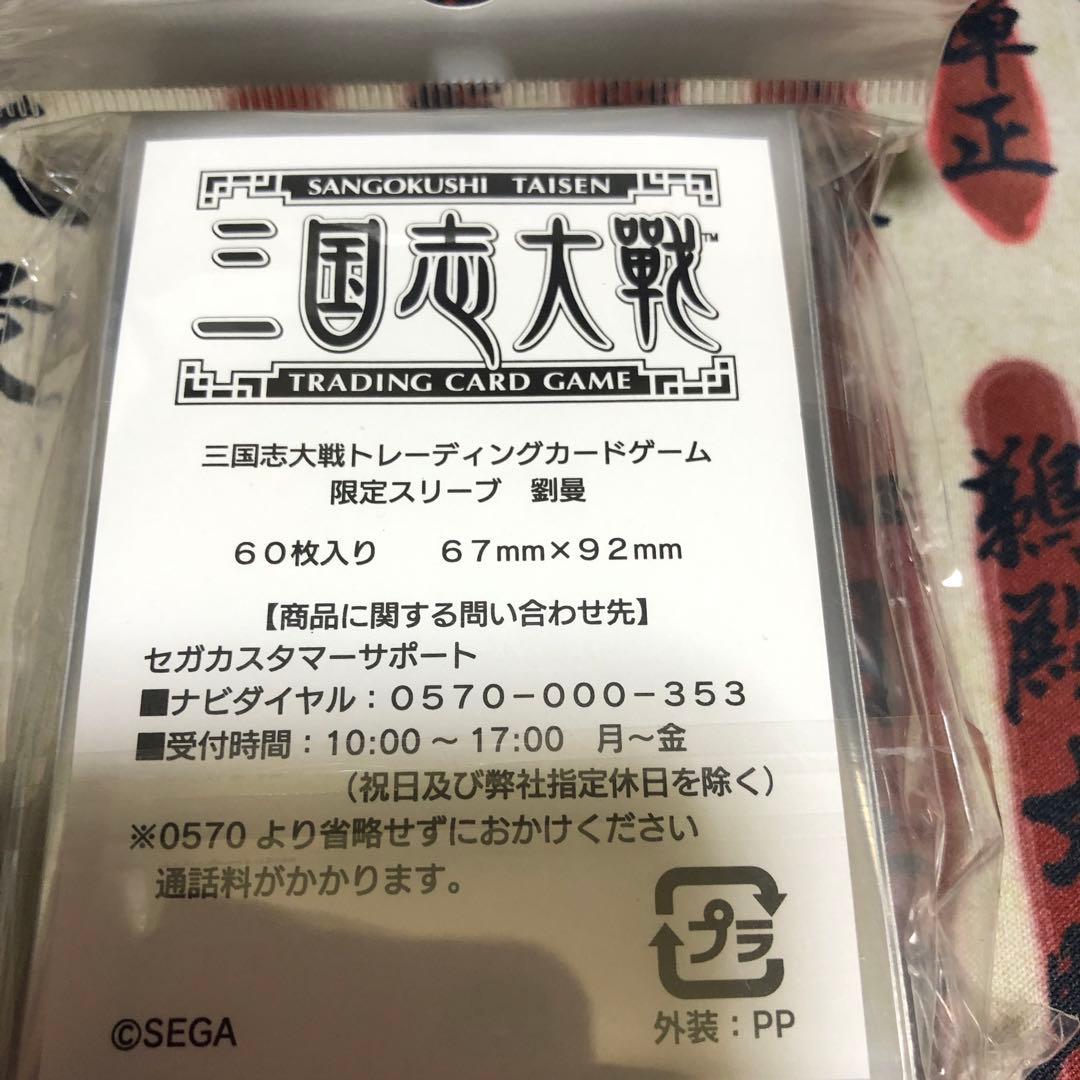 SANGOKUSHI TAISEN
三国志大戦™
TRADING CARD GAME
三国志大戦トレーディングカードゲーム
限定スリーブ　劉曼
６０枚入り　　６７mm×９２mm
【商品に関する問い合わせ先】
セガカスタマーサポート
■ナビダイヤル：０５７０－０００－３５３
■受付時間：10:00 ～ 17:00　月～金
（祝日及び弊社指定休日を除く）
※0570 より省略せずにおかけください
通話料がかかります。
プラ
外装：PP
©SEGA
正